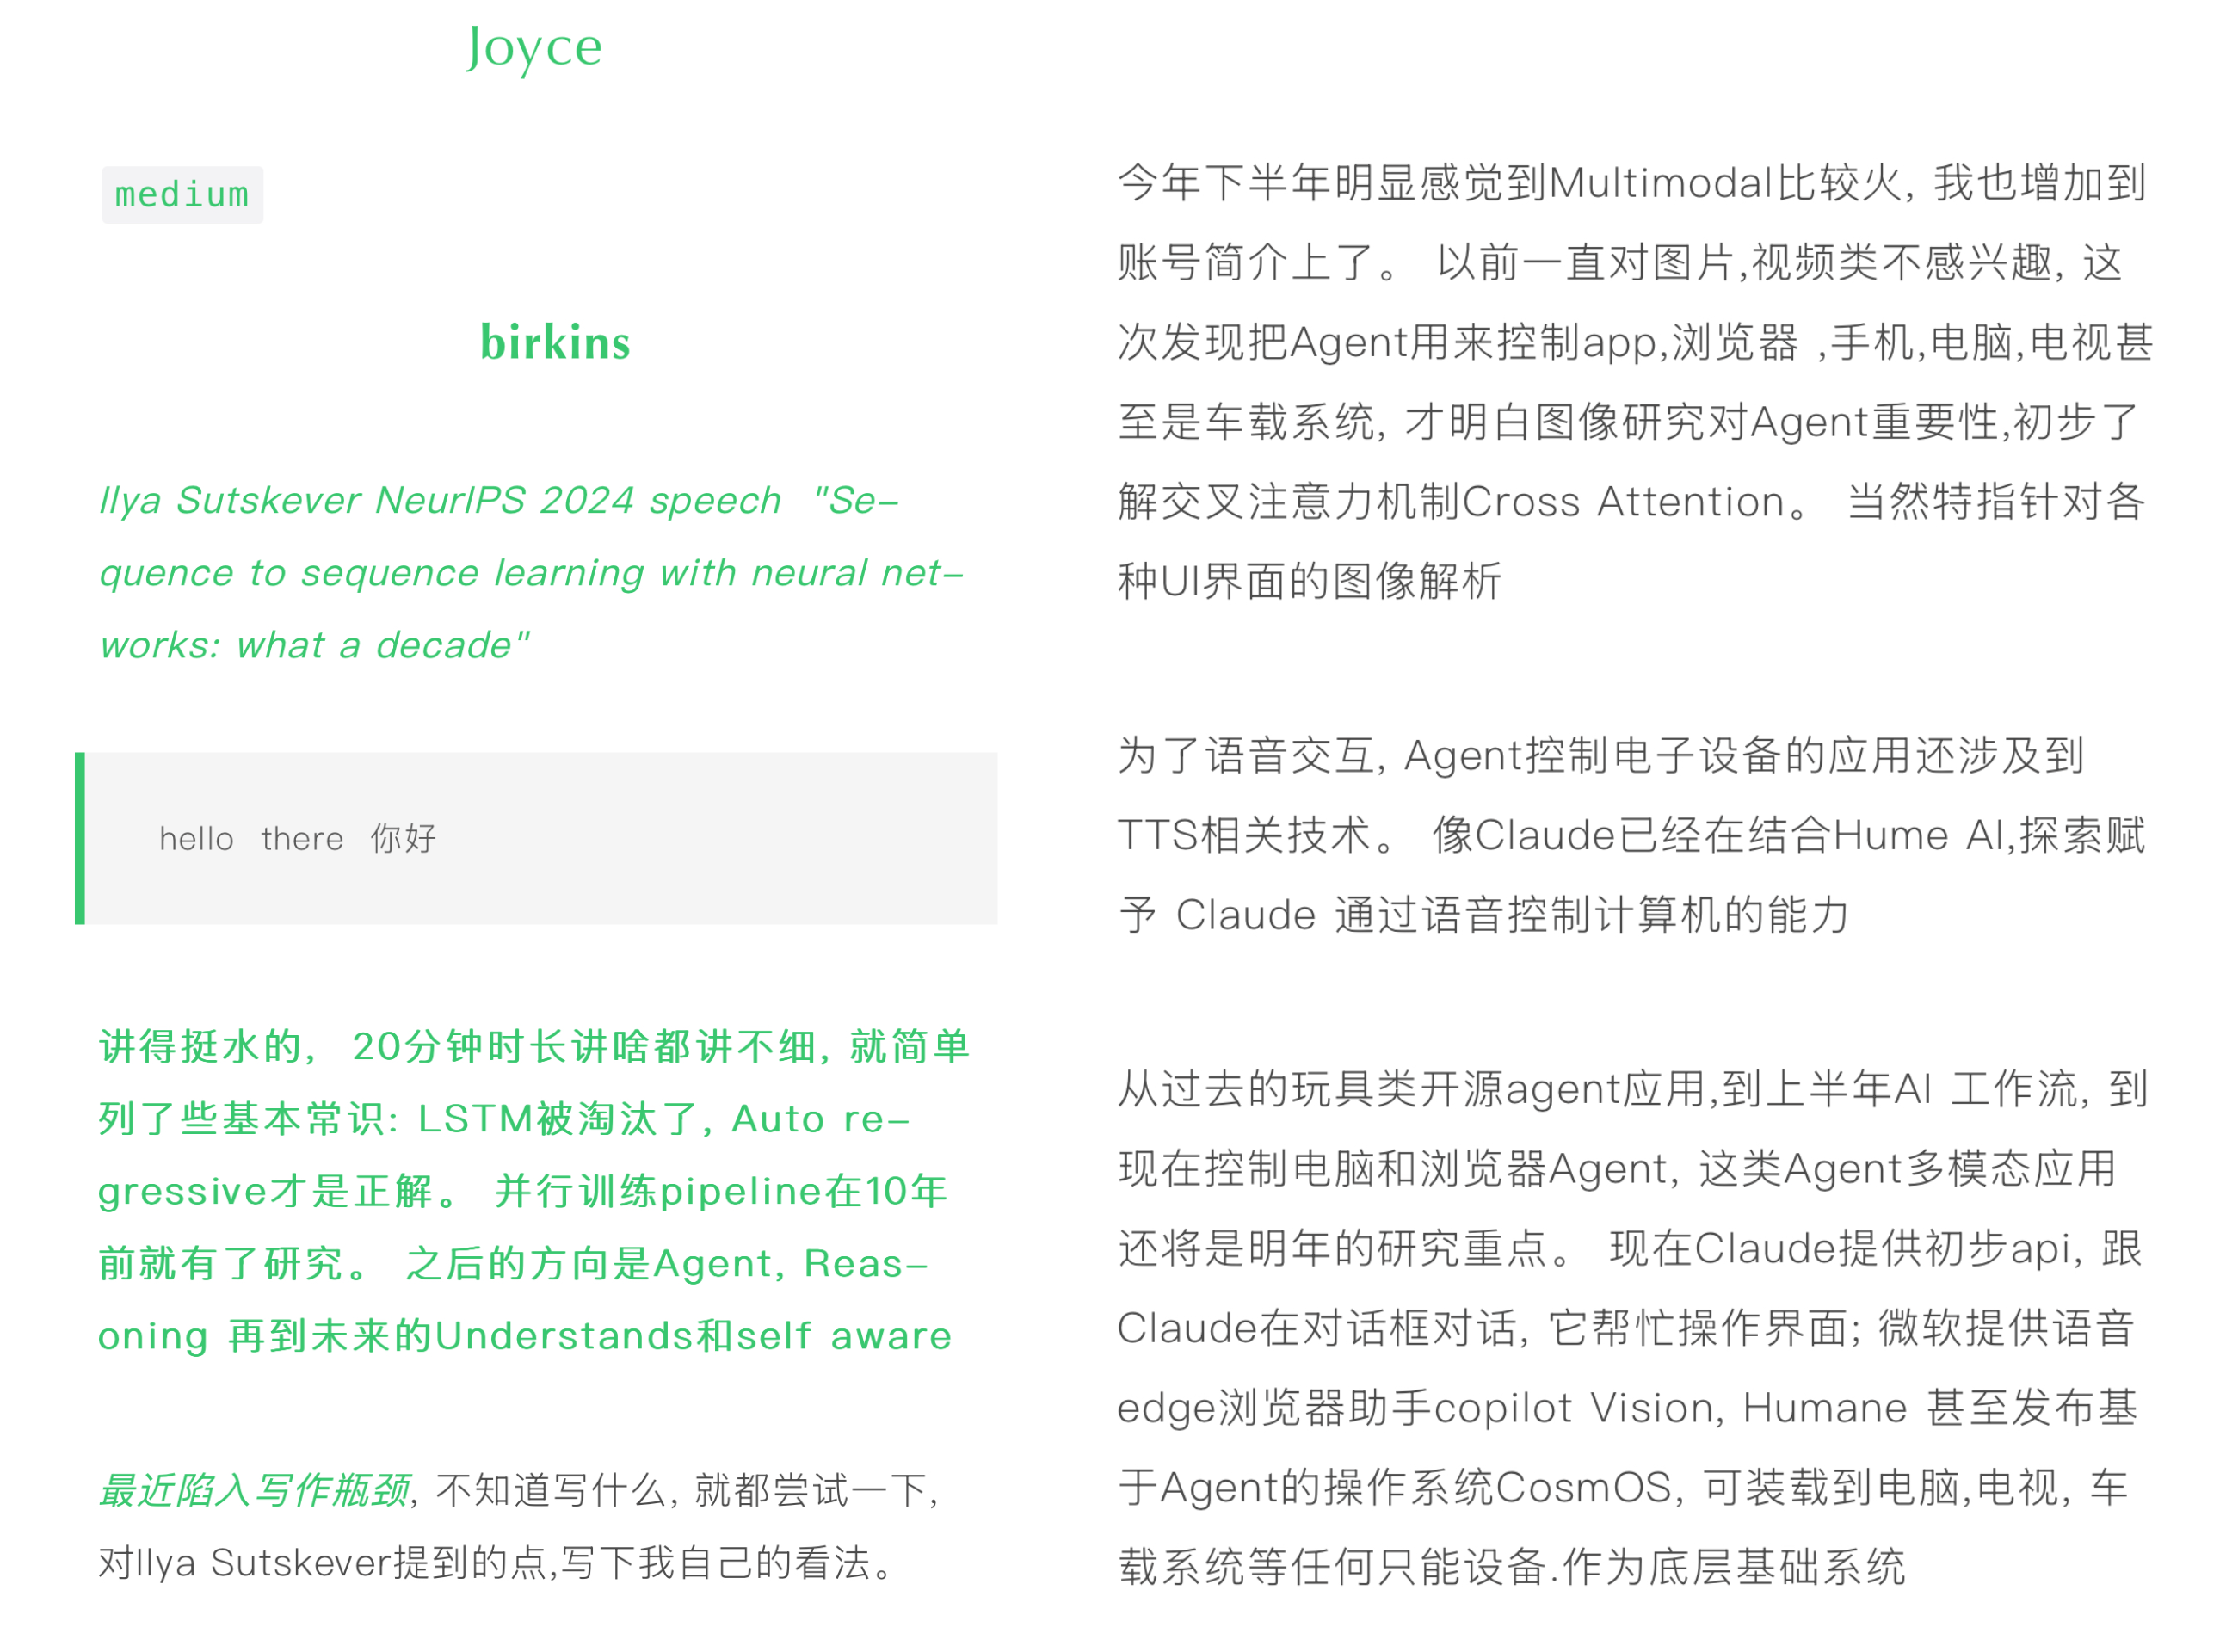 Joyce
medium
birkins
Ilya Sutskever NeurIPS 2024 speech "Se-
quence to sequence learning with neural net-
works: what a decade"
hello there 你好
讲得挺水的， 20分钟时长讲啥都讲不细, 就简单
列了些基本常识: LSTM被淘汰了, Auto re-
gressive才是正解。 并行训练pipeline在10年
前就有了研究。 之后的方向是Agent, Reas-
oning 再到未来的Understands和self aware
最近陷入写作瓶颈, 不知道写什么, 就都尝试一下,
对Ilya Sutskever提到的点,写下我自己的看法。
今年下半年明显感觉到Multimodal比较火, 我也增加到
账号简介上了。 以前一直对图片,视频类不感兴趣, 这
次发现把Agent用来控制app,浏览器 ,手机,电脑,电视甚
至是车载系统, 才明白图像研究对Agent重要性,初步了
解交叉注意力机制Cross Attention。 当然特指针对各
种UI界面的图像解析
为了语音交互, Agent控制电子设备的应用还涉及到
TTS相关技术。 像Claude已经在结合Hume AI,探索赋
予 Claude 通过语音控制计算机的能力
从过去的玩具类开源agent应用,到上半年AI 工作流, 到
现在控制电脑和浏览器Agent, 这类Agent多模态应用
还将是明年的研究重点。 现在Claude提供初步api, 跟
Claude在对话框对话, 它帮忙操作界面; 微软提供语音
edge浏览器助手copilot Vision, Humane 甚至发布基
于Agent的操作系统CosmOS, 可装载到电脑,电视, 车
载系统等任何只能设备.作为底层基础系统